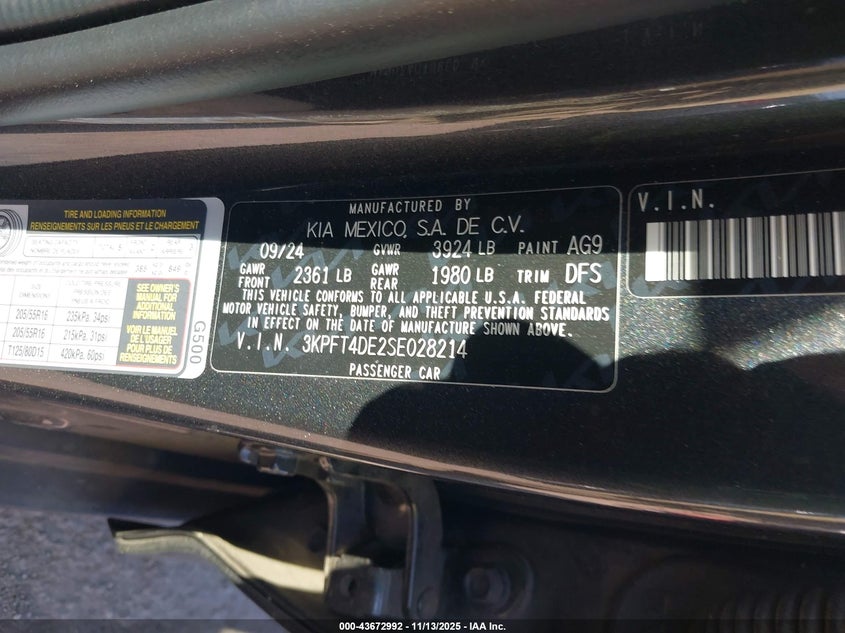 TIRE AND LOADING INFORMATION
RENSEIGNEMENTS SUR LES PNEUS ET LE CHARGEMENT
SEATING CAPACITY
TOTAL 5
SEE OWNER'S
MANUAL FOR
ADDITIONAL
INFORMATION
205/55R16 235kPa, 34psi
205/55R16 215kPa, 31psi
T125/80D15 420kPa, 60psi
VOIR LE MANUEL
DE L'USAGER
POUR PLUS DE
RENSEIGNEMENTS
MANUFACTURED BY
KIA MEXICO, S.A. DE C.V.
09/24 GVWR 3924 LB PAINT AG9
GAWR FRONT 2361 LB GAWR REAR 1980 LB TRIM DFS
THIS VEHICLE CONFORMS TO ALL APPLICABLE U.S.A. FEDERAL
MOTOR VEHICLE SAFETY, BUMPER, AND THEFT PREVENTION STANDARDS
IN EFFECT ON THE DATE OF MANUFACTURE SHOWN ABOVE.
V.I.N. 3KPFT4DE2SE028214
PASSENGER CAR
V.I.N.
000-43672992 - 11/13/2025 - IAA Inc.